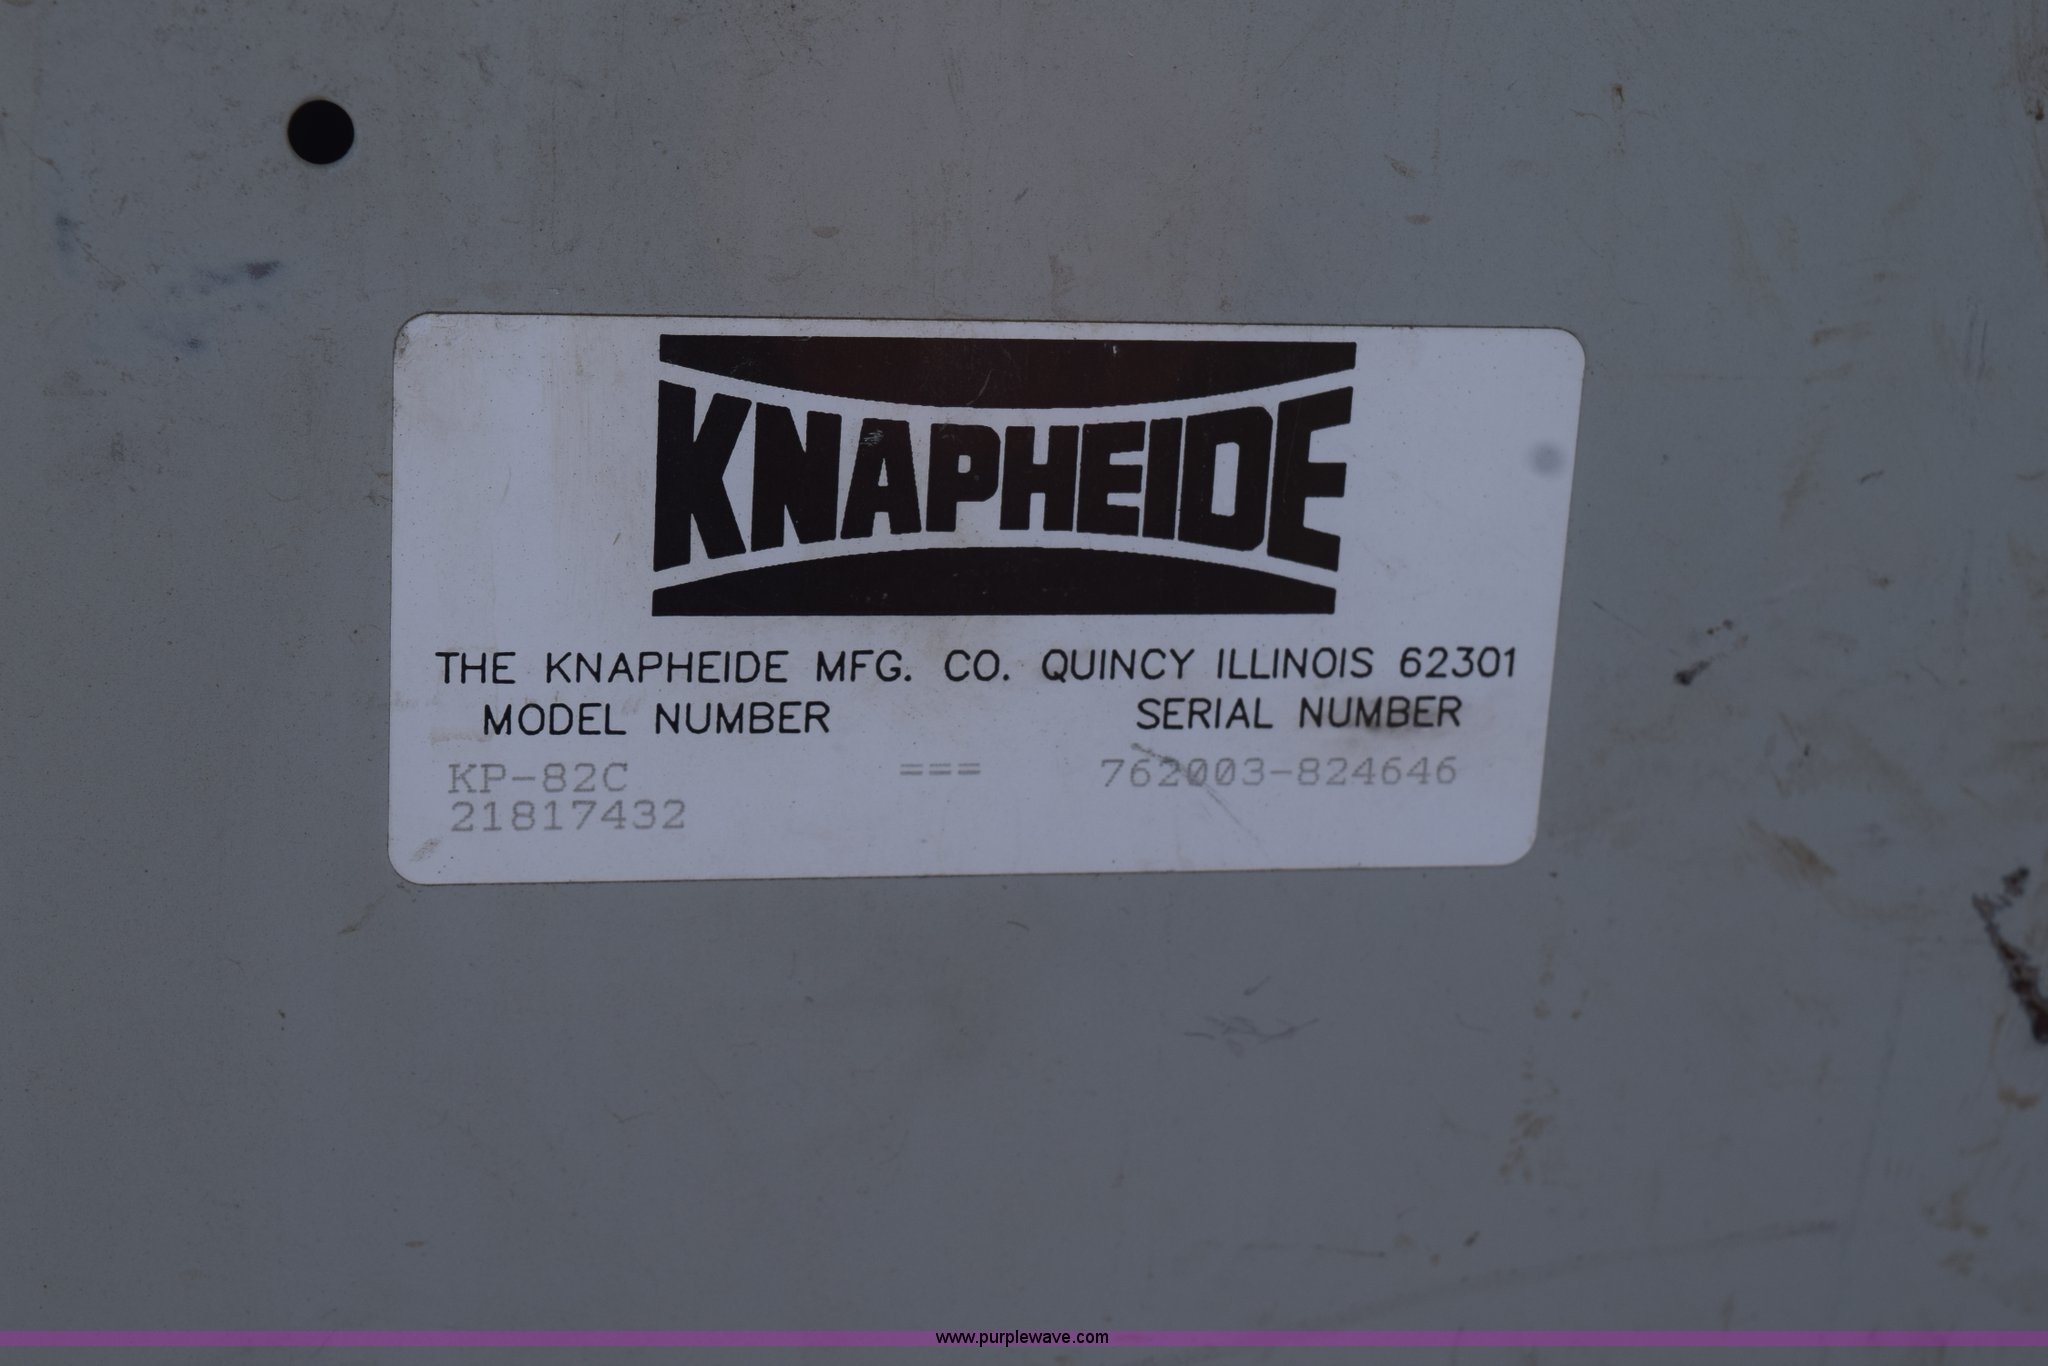 KNAPHEIDE
THE KNAPHEIDE MFG. CO. QUINCY ILLINOIS 62301
MODEL NUMBER SERIAL NUMBER
KP-82C === 762003-824646
21817432
www.purplewave.com